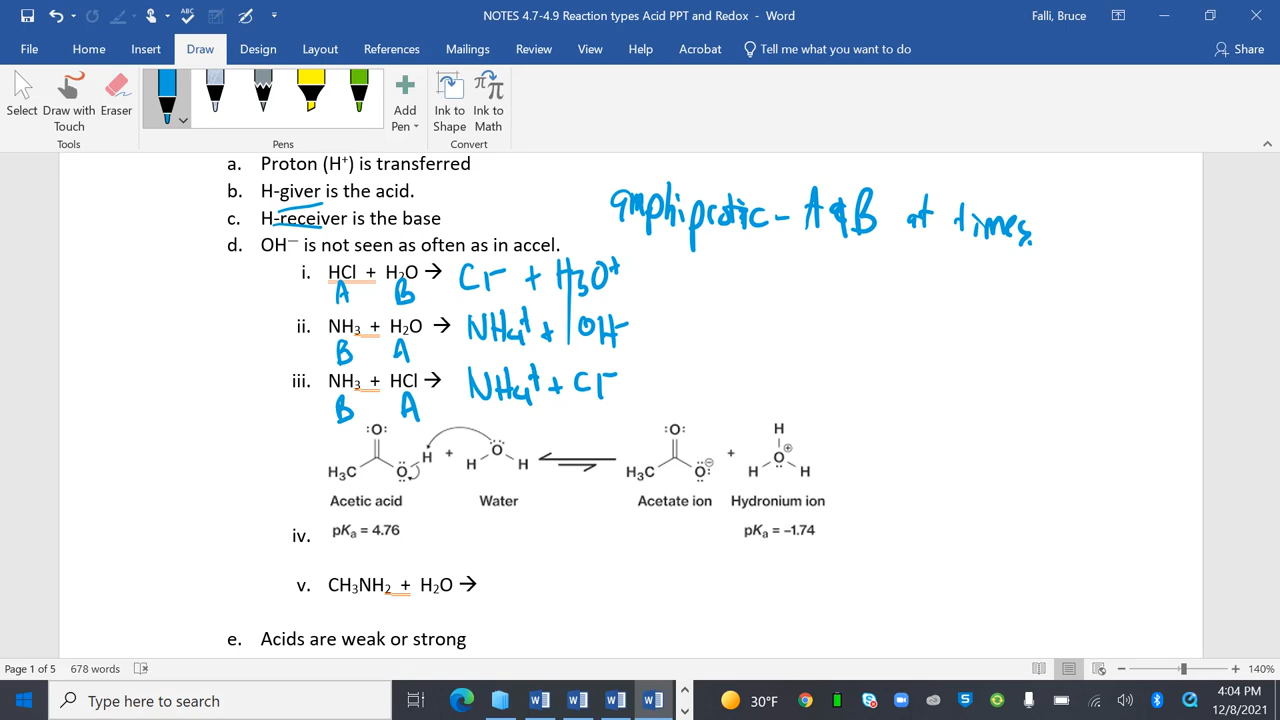 NOTES 4.7-4.9 Reaction types Acid PPT and Redox - Word
Falli, Bruce
File Home Insert Draw Design Layout References Mailings Review View Help Acrobat Tell me what you want to do Share
Select Draw with Touch Eraser Add Pen Ink to Shape Ink to Math
Tools Pens Convert
a. Proton (H⁺) is transferred
b. H-giver is the acid.
c. H-receiver is the base
amphiprotic - A & B at times.
d. OH⁻ is not seen as often as in accel.
i. HCl + H₂O → Cl⁻ + H₃O⁺
A B
ii. NH₃ + H₂O → NH₄⁺ + OH⁻
B A
iii. NH₃ + HCl → NH₄⁺ + Cl⁻
B A
:O: :O: H
H + Ö ⊕
H₃C O H H H₃C O ⊖ + H O H
Acetic acid Water Acetate ion Hydronium ion
iv. pKₐ = 4.76 pKₐ = –1.74
v. CH₃NH₂ + H₂O →
e. Acids are weak or strong
Page 1 of 5 678 words 140%
Type here to search 30°F 4:04 PM
12/8/2021